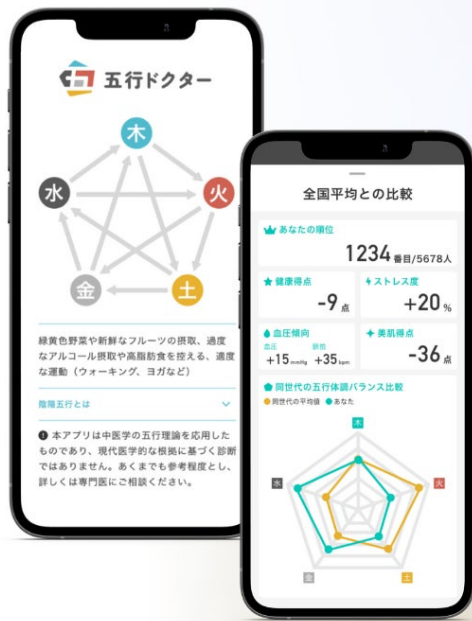 五行ドクター
木
水
火
金
土
緑黄色野菜や新鮮なフルーツの摂取、過度
なアルコール摂取や高脂肪食を控える、適度
な運動（ウォーキング、ヨガなど）
陰陽五行とは
本アプリは中医学の五行理論を応用した
ものであり、現代医学的な根拠に基づく診断
ではありません。あくまでも参考程度とし、
詳しくは専門医にご相談ください。
全国平均との比較
あなたの順位
1234 番目/5678人
健康得点
-9 点
ストレス度
+20 %
血圧傾向
血圧 脈拍
+15 mmHg +35 bpm
美肌得点
-36 点
同世代の五行体調バランス比較
同世代の平均値 あなた
木
水
火
金
土